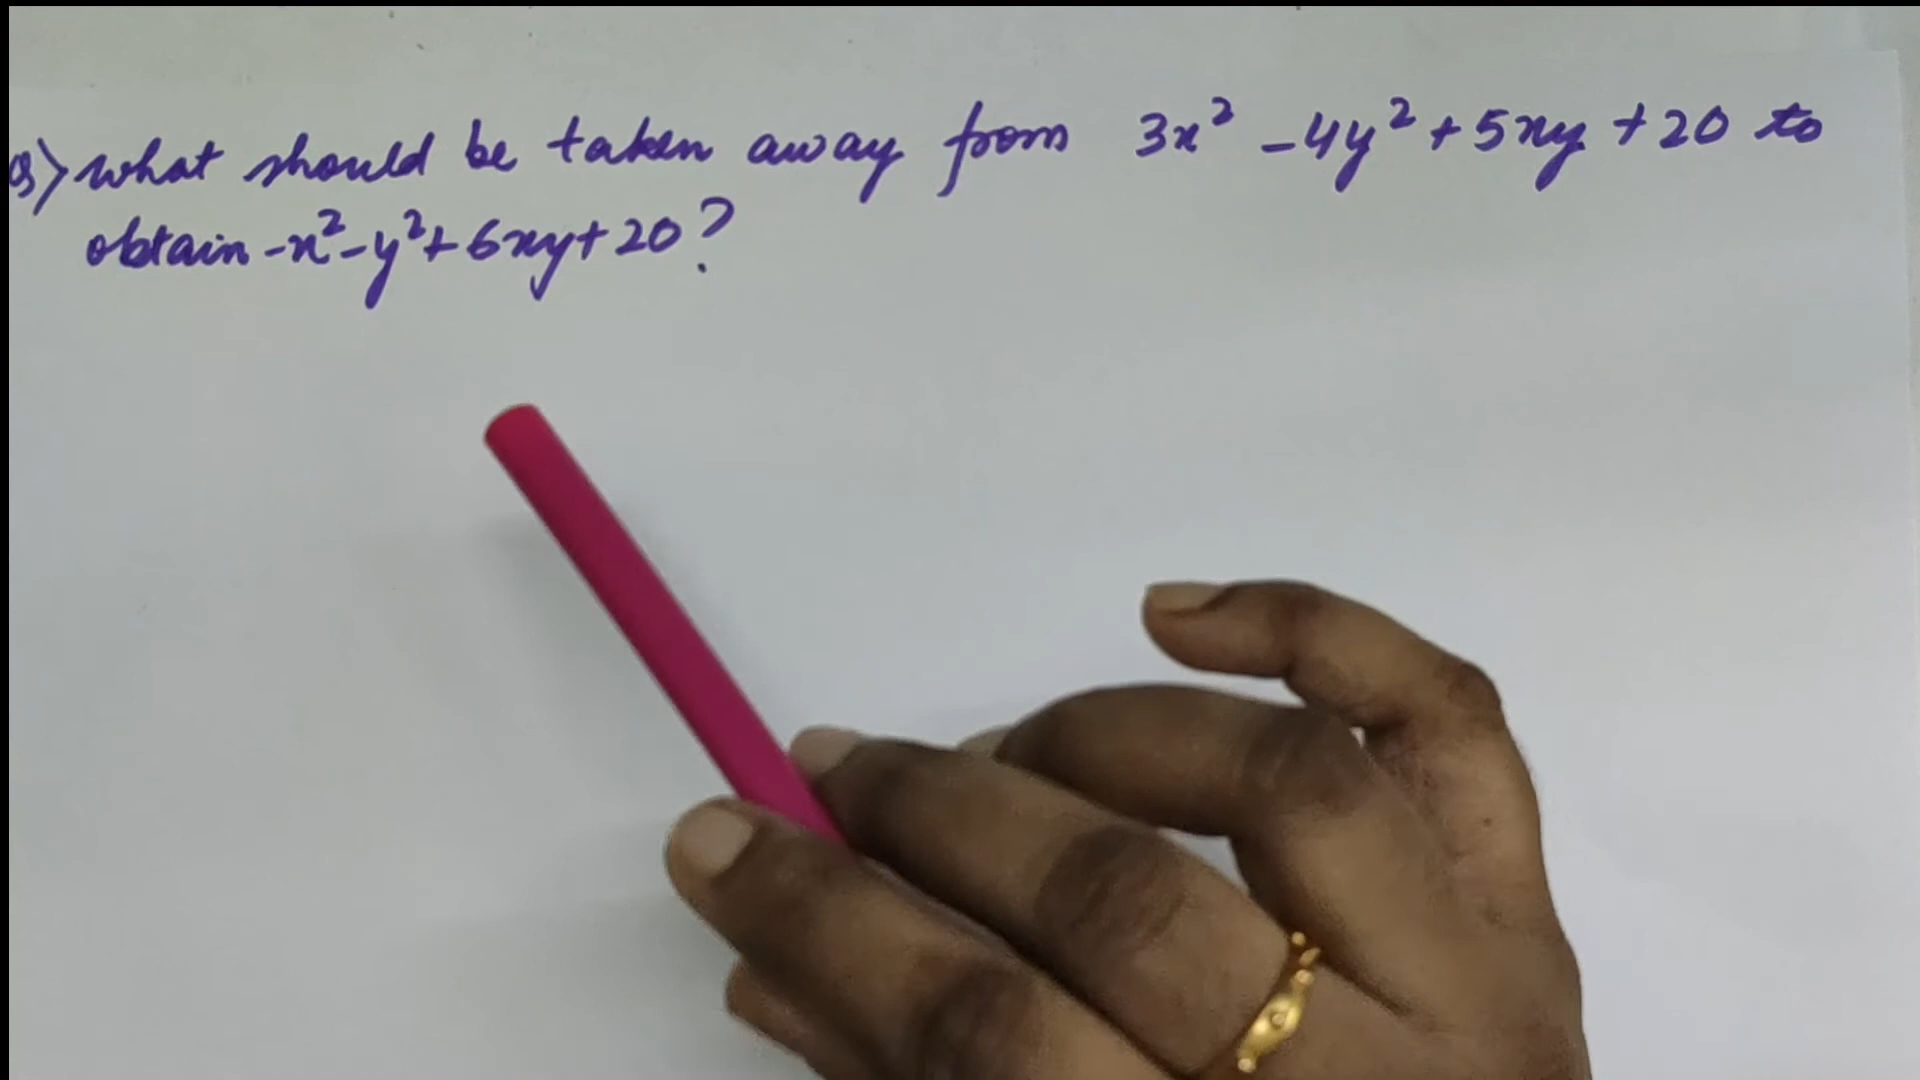 Q) What should be taken away from 3x² - 4y² + 5xy + 20 to
obtain -x² - y² + 6xy + 20?